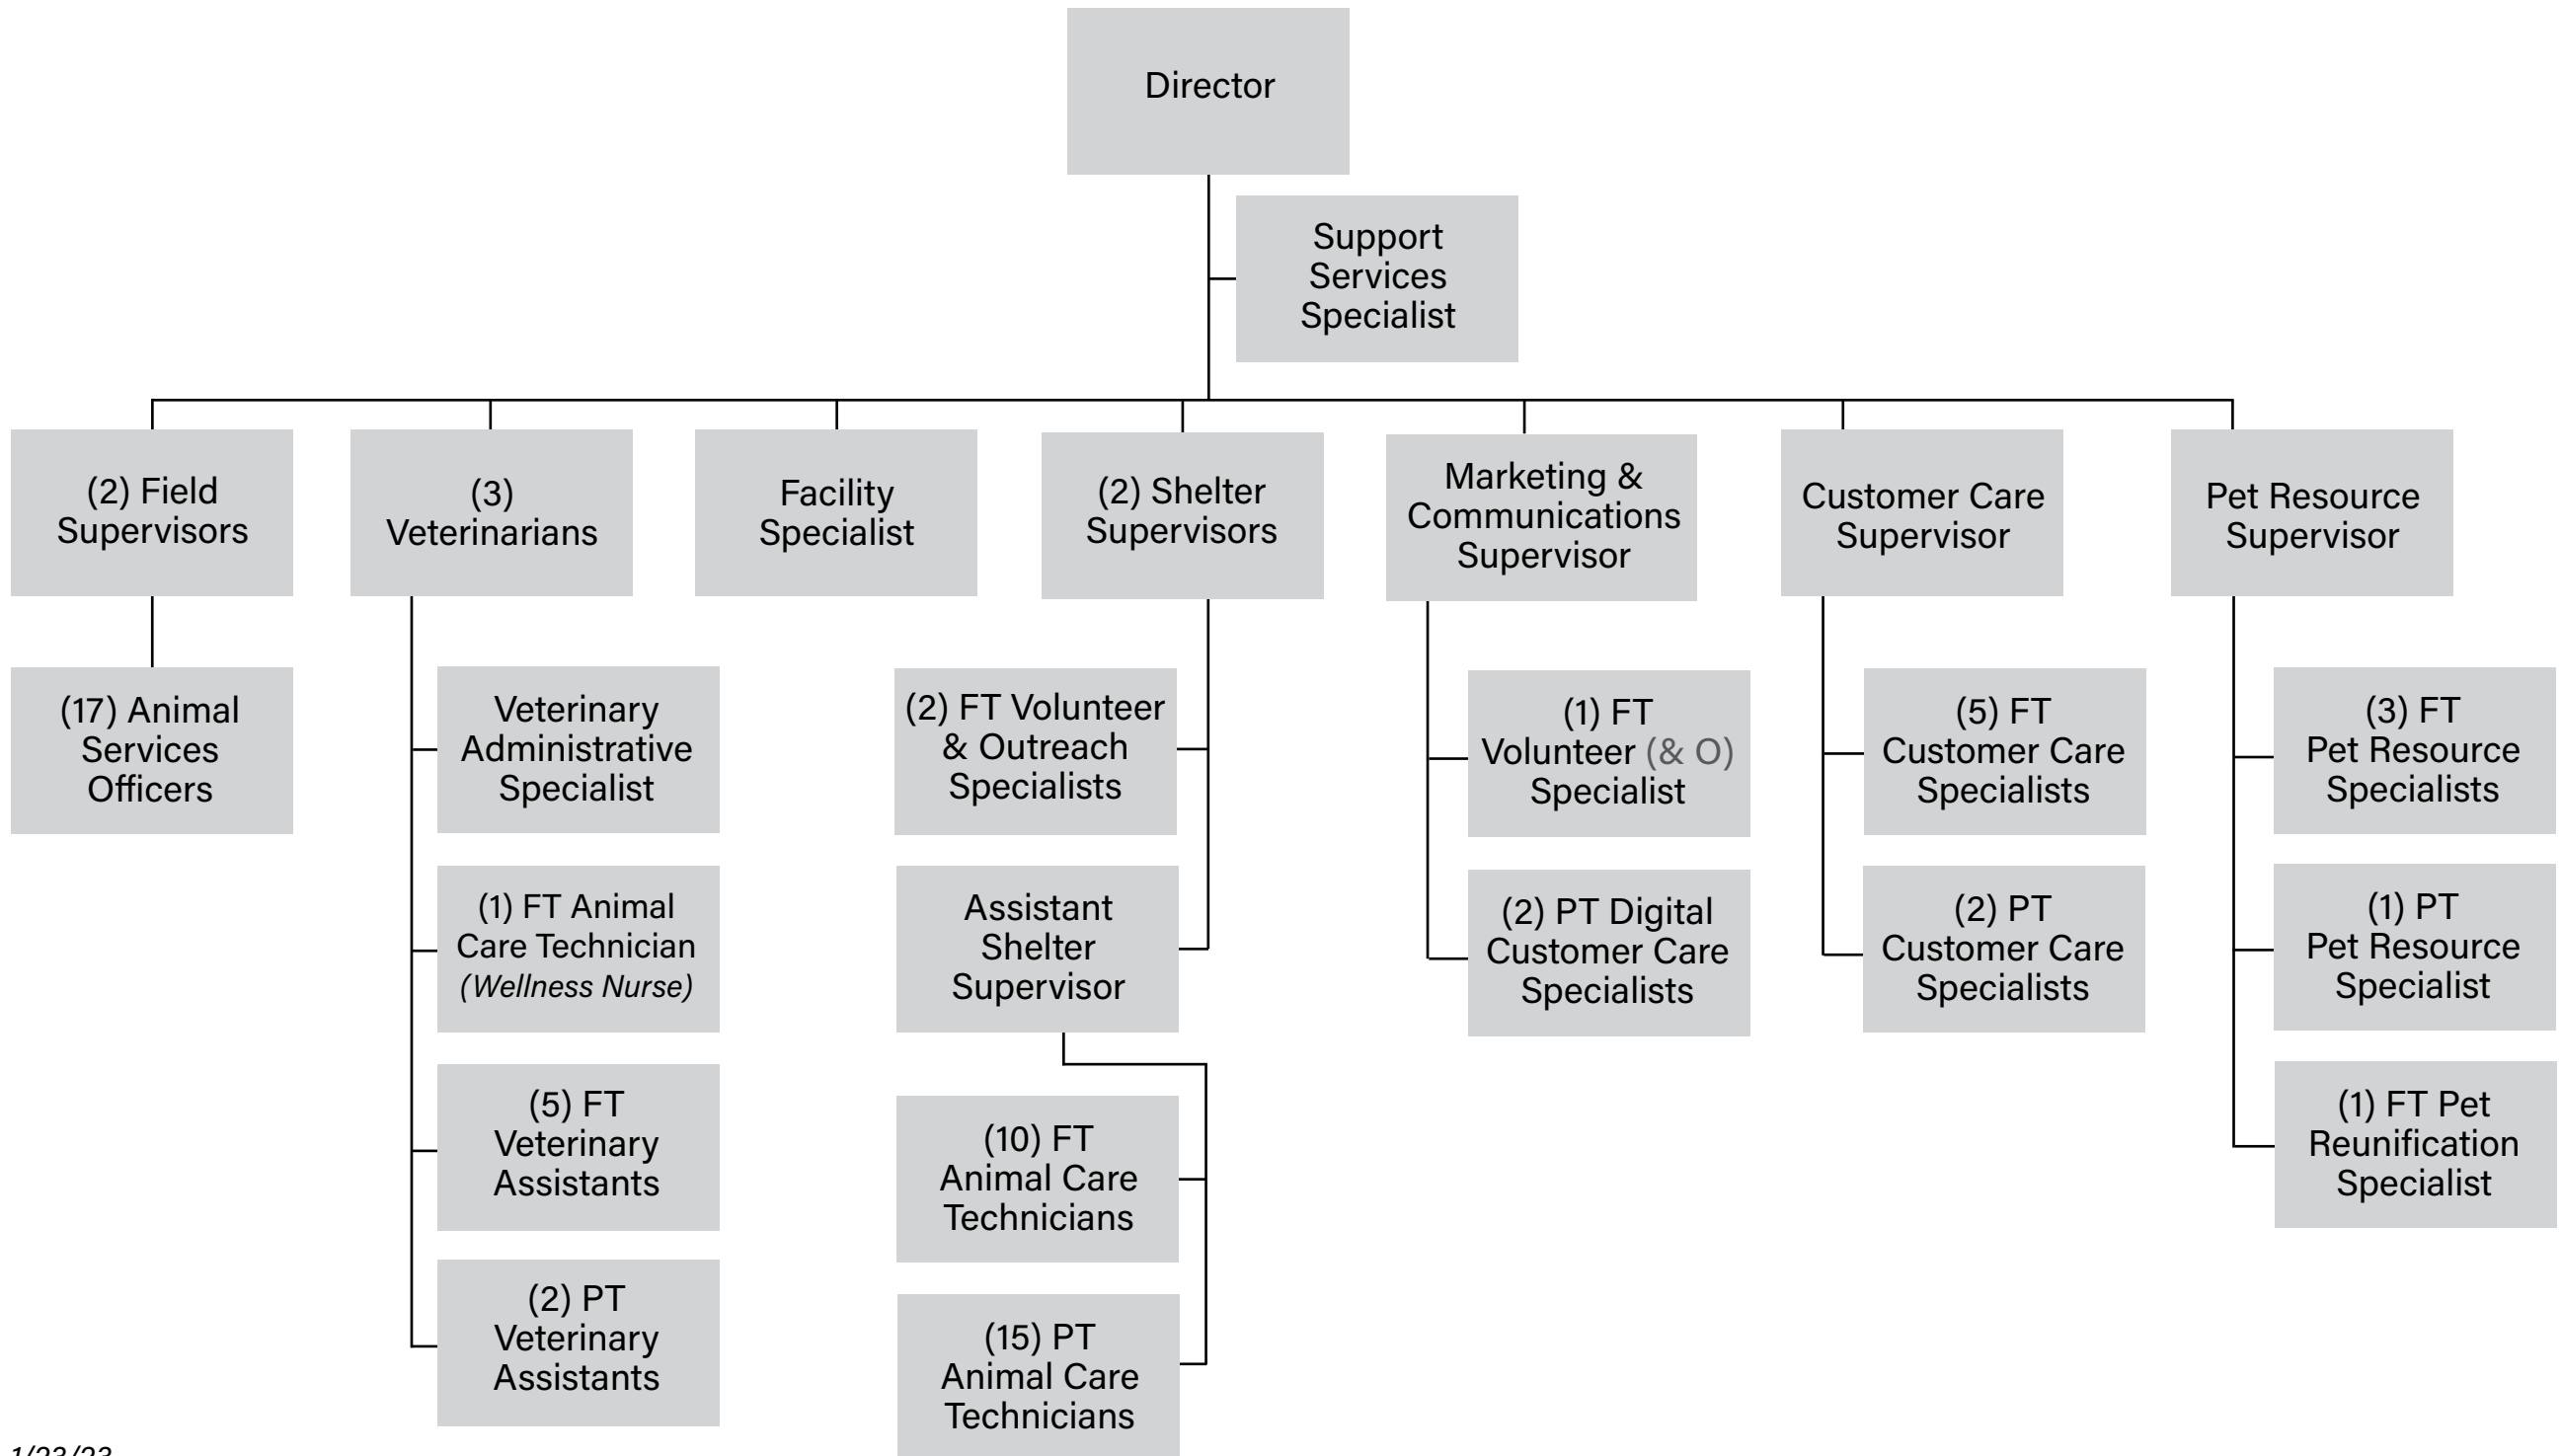 Director
Support
Services
Specialist
(2) Field
Supervisors
(3)
Veterinarians
Facility
Specialist
(2) Shelter
Supervisors
Marketing &
Communications
Supervisor
Customer Care
Supervisor
Pet Resource
Supervisor
(17) Animal
Services
Officers
Veterinary
Administrative
Specialist
(1) FT Animal
Care Technician
(Wellness Nurse)
(5) FT
Veterinary
Assistants
(2) PT
Veterinary
Assistants
(2) FT Volunteer
& Outreach
Specialists
Assistant
Shelter
Supervisor
(10) FT
Animal Care
Technicians
(15) PT
Animal Care
Technicians
(1) FT
Volunteer (& O)
Specialist
(2) PT Digital
Customer Care
Specialists
(5) FT
Customer Care
Specialists
(2) PT
Customer Care
Specialists
(3) FT
Pet Resource
Specialists
(1) PT
Pet Resource
Specialist
(1) FT Pet
Reunification
Specialist
1/23/23